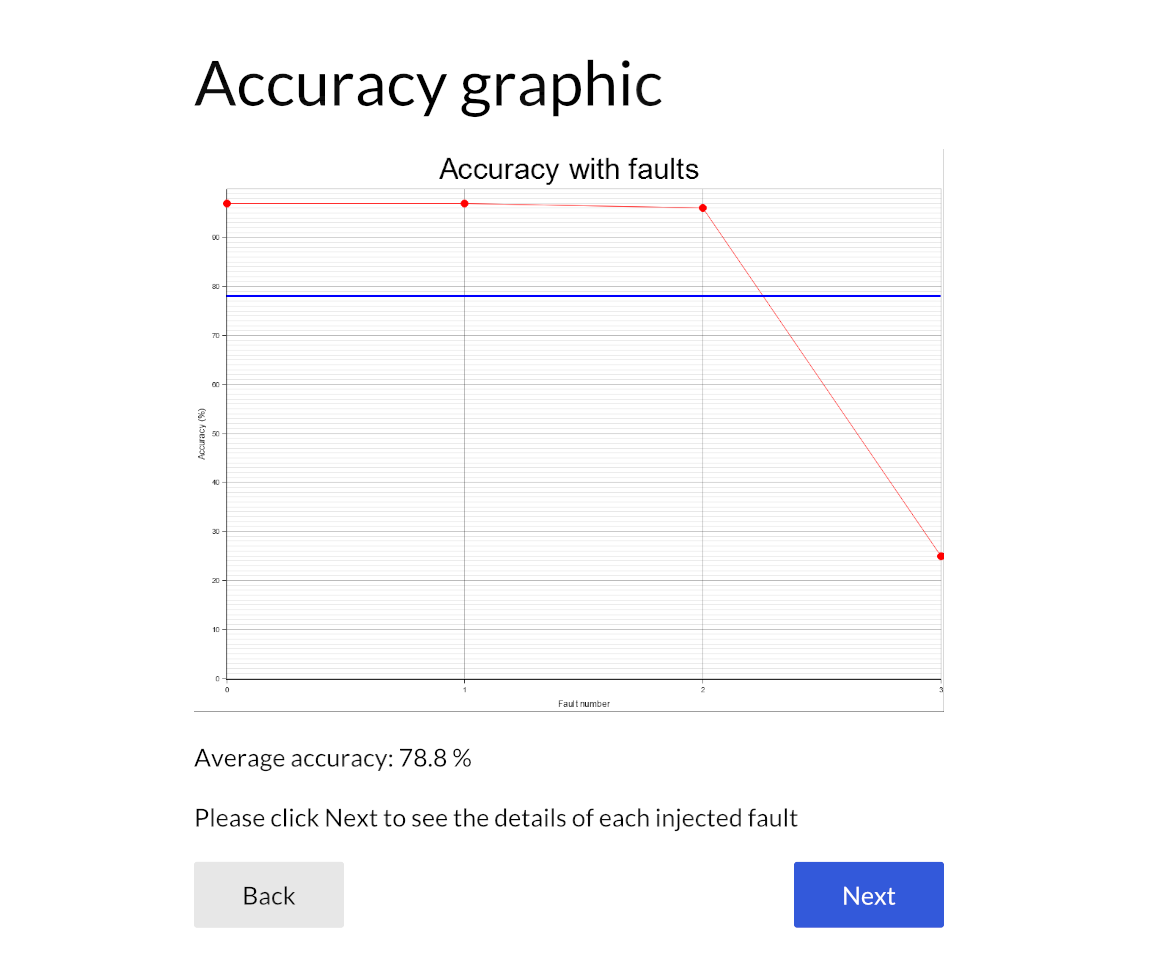 Accuracy graphic
Accuracy with faults
90
80
70
60
50
40
30
20
10
0
Accuracy (%)
0 1 2 3
Fault number
Average accuracy: 78.8 %
Please click Next to see the details of each injected fault
Back Next